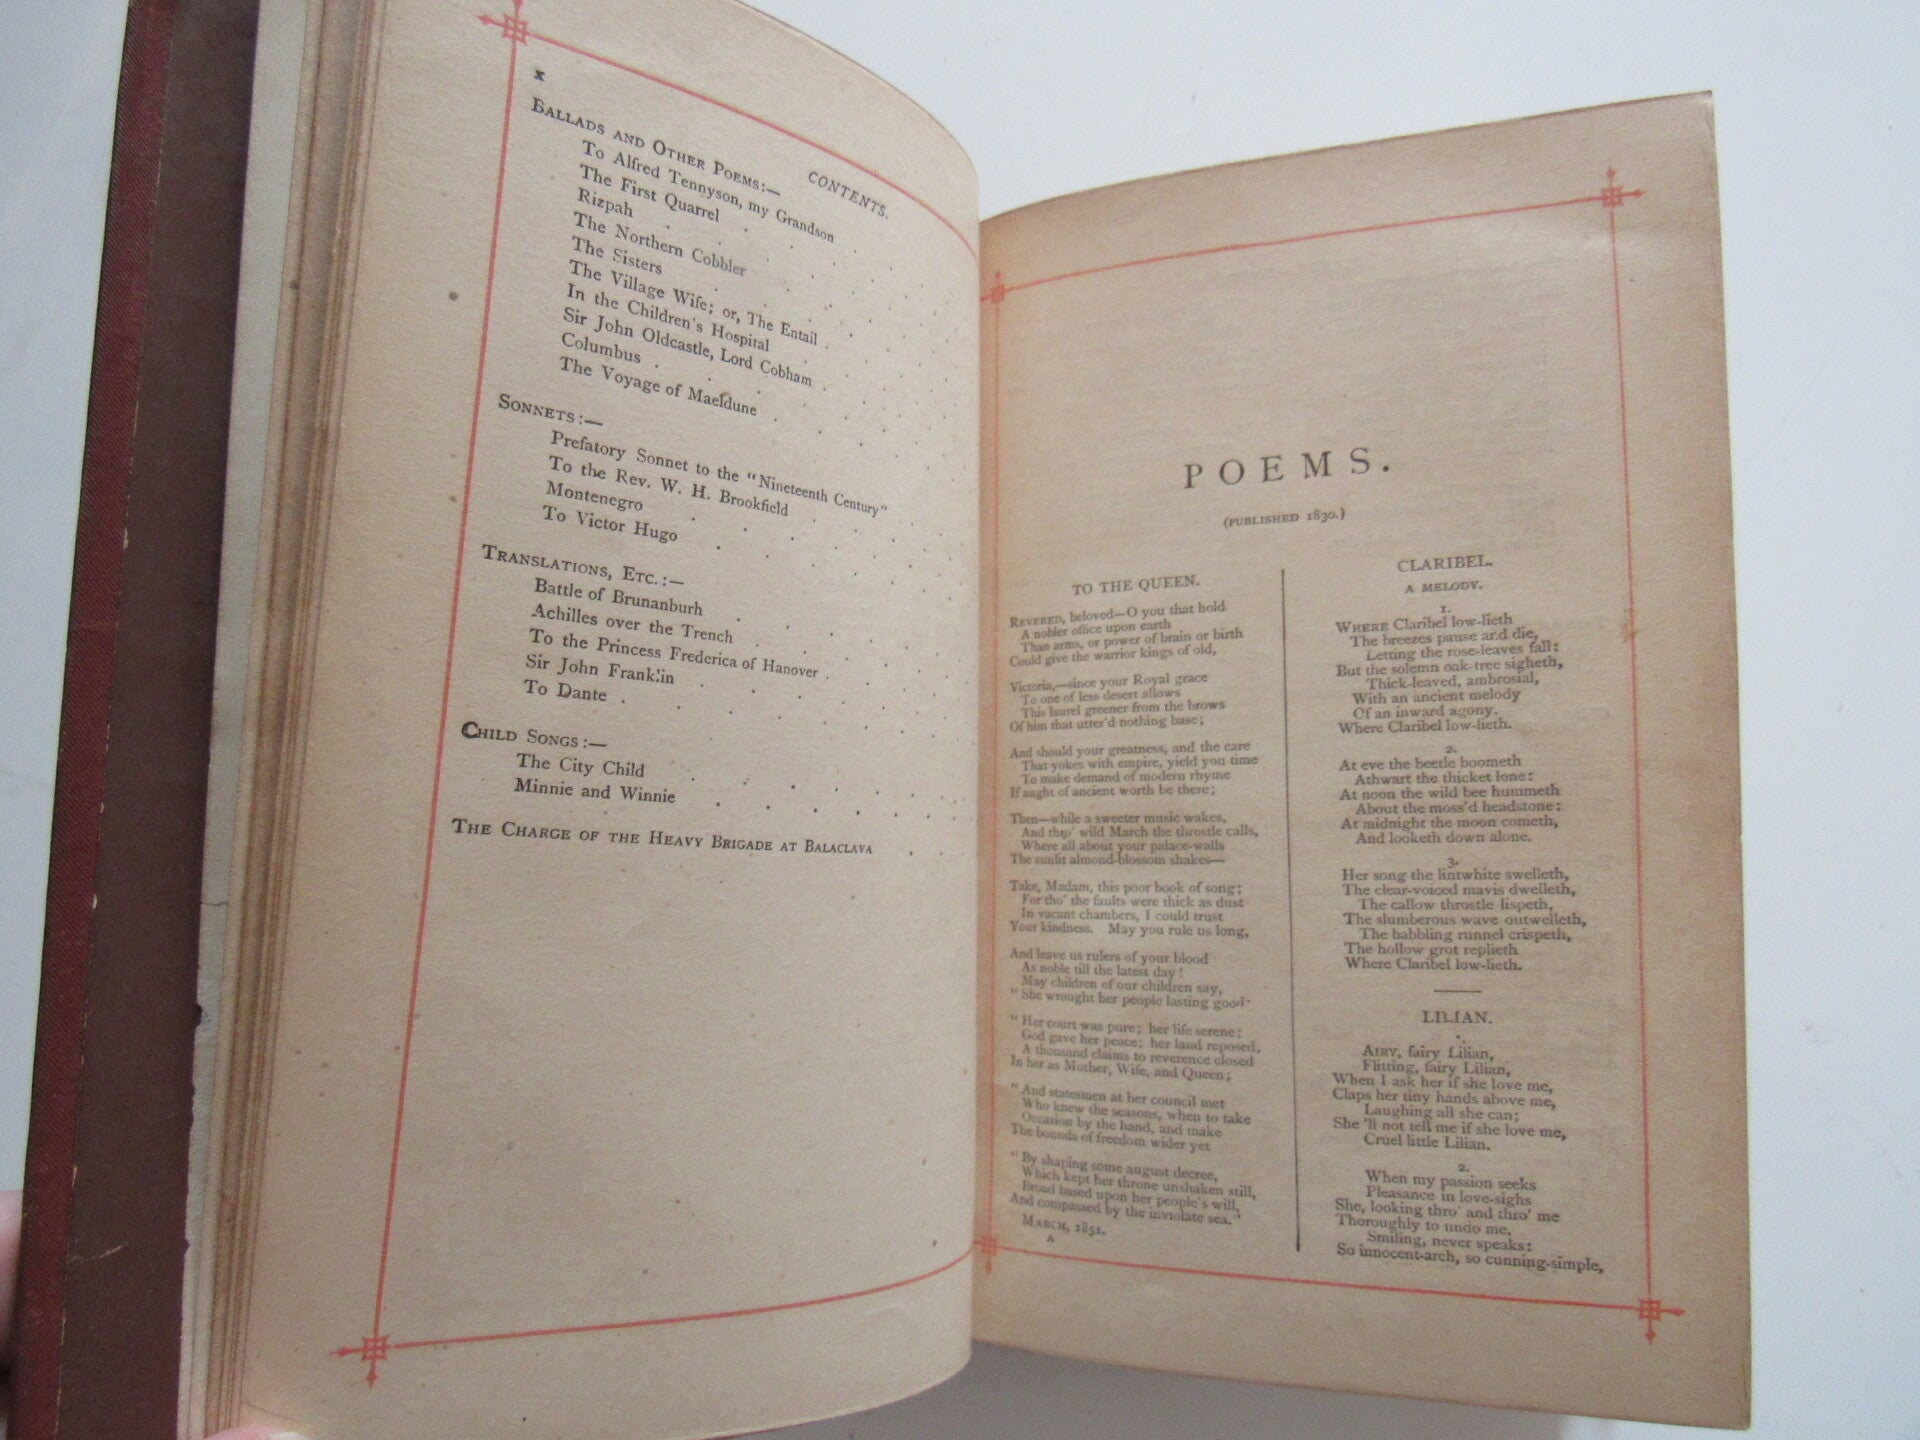 x
CONTENTS.
BALLADS AND OTHER POEMS:—
To Alfred Tennyson, my Grandson
The First Quarrel
Rizpah
The Northern Cobbler
The Sisters
The Village Wife; or, The Entail
In the Children's Hospital
Sir John Oldcastle, Lord Cobham
Columbus
The Voyage of Maeldune
SONNETS:—
Prefatory Sonnet to the "Nineteenth Century"
To the Rev. W. H. Brookfield
Montenegro
To Victor Hugo
TRANSLATIONS, ETC.:—
Battle of Brunanburh
Achilles over the Trench
To the Princess Frederica of Hanover
Sir John Franklin
To Dante
CHILD SONGS:—
The City Child
Minnie and Winnie
THE CHARGE OF THE HEAVY BRIGADE AT BALACLAVA
POEMS.
(PUBLISHED 1830.)
TO THE QUEEN.
REVERED, beloved—O you that hold
A nobler office upon earth
Than arms, or power of brain or birth
Could give the warrior kings of old,
Victoria,—since your Royal grace
To one of less desert allows
This laurel greener from the brows
Of him that utter'd nothing base;
And should your greatness, and the care
That yokes with empire, yield you time
To make demand of modern rhyme
If aught of ancient worth be there;
Then—while a sweeter music wakes,
And thro' wild March the throstle calls,
Where all about your palace-walls
The sunlit almond-blossom shakes—
Take, Madam, this poor book of song;
For tho' the faults were thick as dust
In vacant chambers, I could trust
Your kindness. May you rule us long,
And leave us rulers of your blood
As noble till the latest day!
May children of our children say,
"She wrought her people lasting good·
"Her court was pure; her life serene;
God gave her peace; her land reposed,
A thousand claims to reverence closed
In her as Mother, Wife, and Queen;
"And statesmen at her council met
Who knew the seasons, when to take
Occasion by the hand, and make
The bounds of freedom wider yet
"By shaping some august decree,
Which kept her throne unshaken still,
Broad based upon her people's will,
And compassed by the inviolate sea."
MARCH, 1851.
A
CLARIBEL.
A MELODY.
1.
WHERE Claribel low-lieth
The breezes pause and die,
Letting the rose-leaves fall:
But the solemn oak-tree sigheth,
Thick-leaved, ambrosial,
With an ancient melody
Of an inward agony,
Where Claribel low-lieth.
2.
At eve the beetle boometh
Athwart the thicket lone:
At noon the wild bee hummeth
About the moss'd headstone:
At midnight the moon cometh,
And looketh down alone.
3.
Her song the lintwhite swelleth,
The clear-voiced mavis dwelleth,
The callow throstle lispeth,
The slumberous wave outwelleth,
The babbling runnel crispeth,
The hollow grot replieth
Where Claribel low-lieth.
LILIAN.
AIRY, fairy Lilian,
Flitting, fairy Lilian,
When I ask her if she love me,
Claps her tiny hands above me,
Laughing all she can;
She 'll not tell me if she love me,
Cruel little Lilian.
2.
When my passion seeks
Pleasance in love-sighs
She, looking thro' and thro' me
Thoroughly to undo me,
Smiling, never speaks:
So innocent-arch, so cunning-simple,